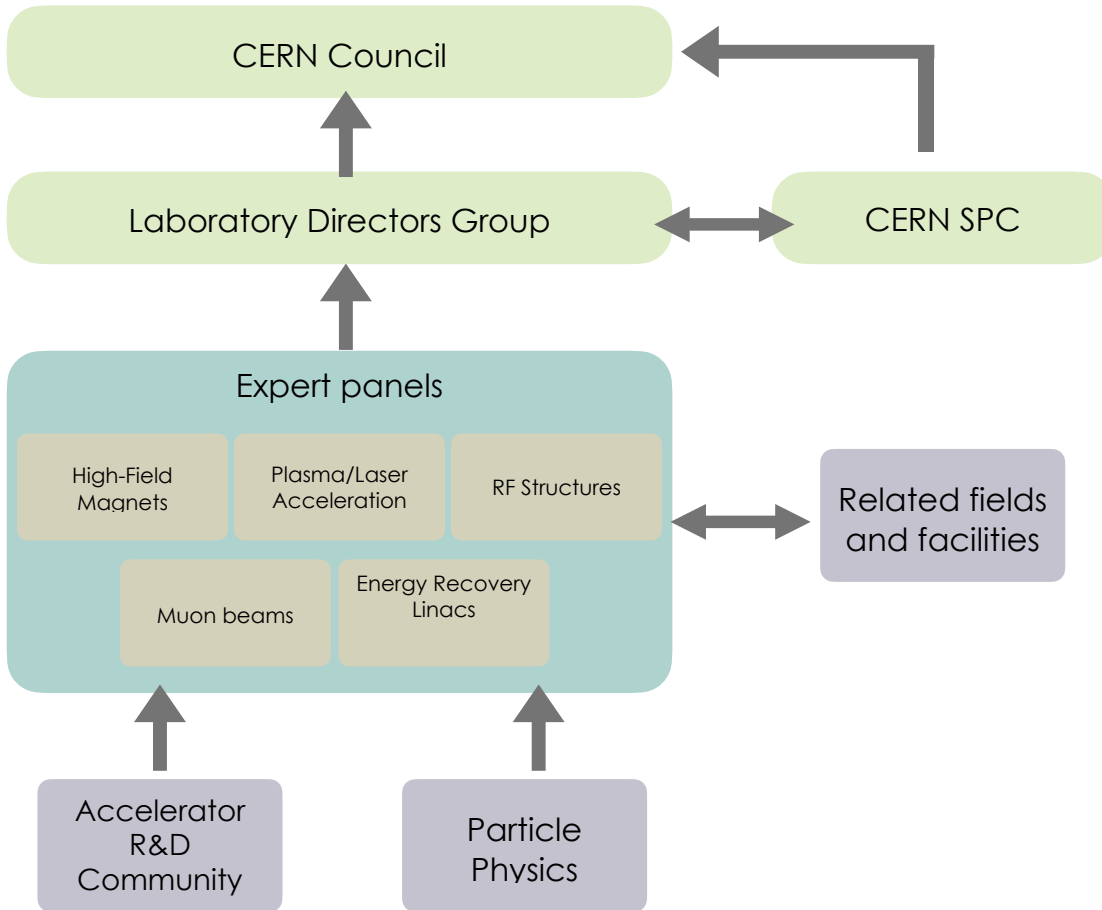 CERN Council
Laboratory Directors Group
CERN SPC
Expert panels
High-Field
Magnets
Plasma/Laser
Acceleration
RF Structures
Muon beams
Energy Recovery
Linacs
Related fields
and facilities
Accelerator
R&D
Community
Particle
Physics